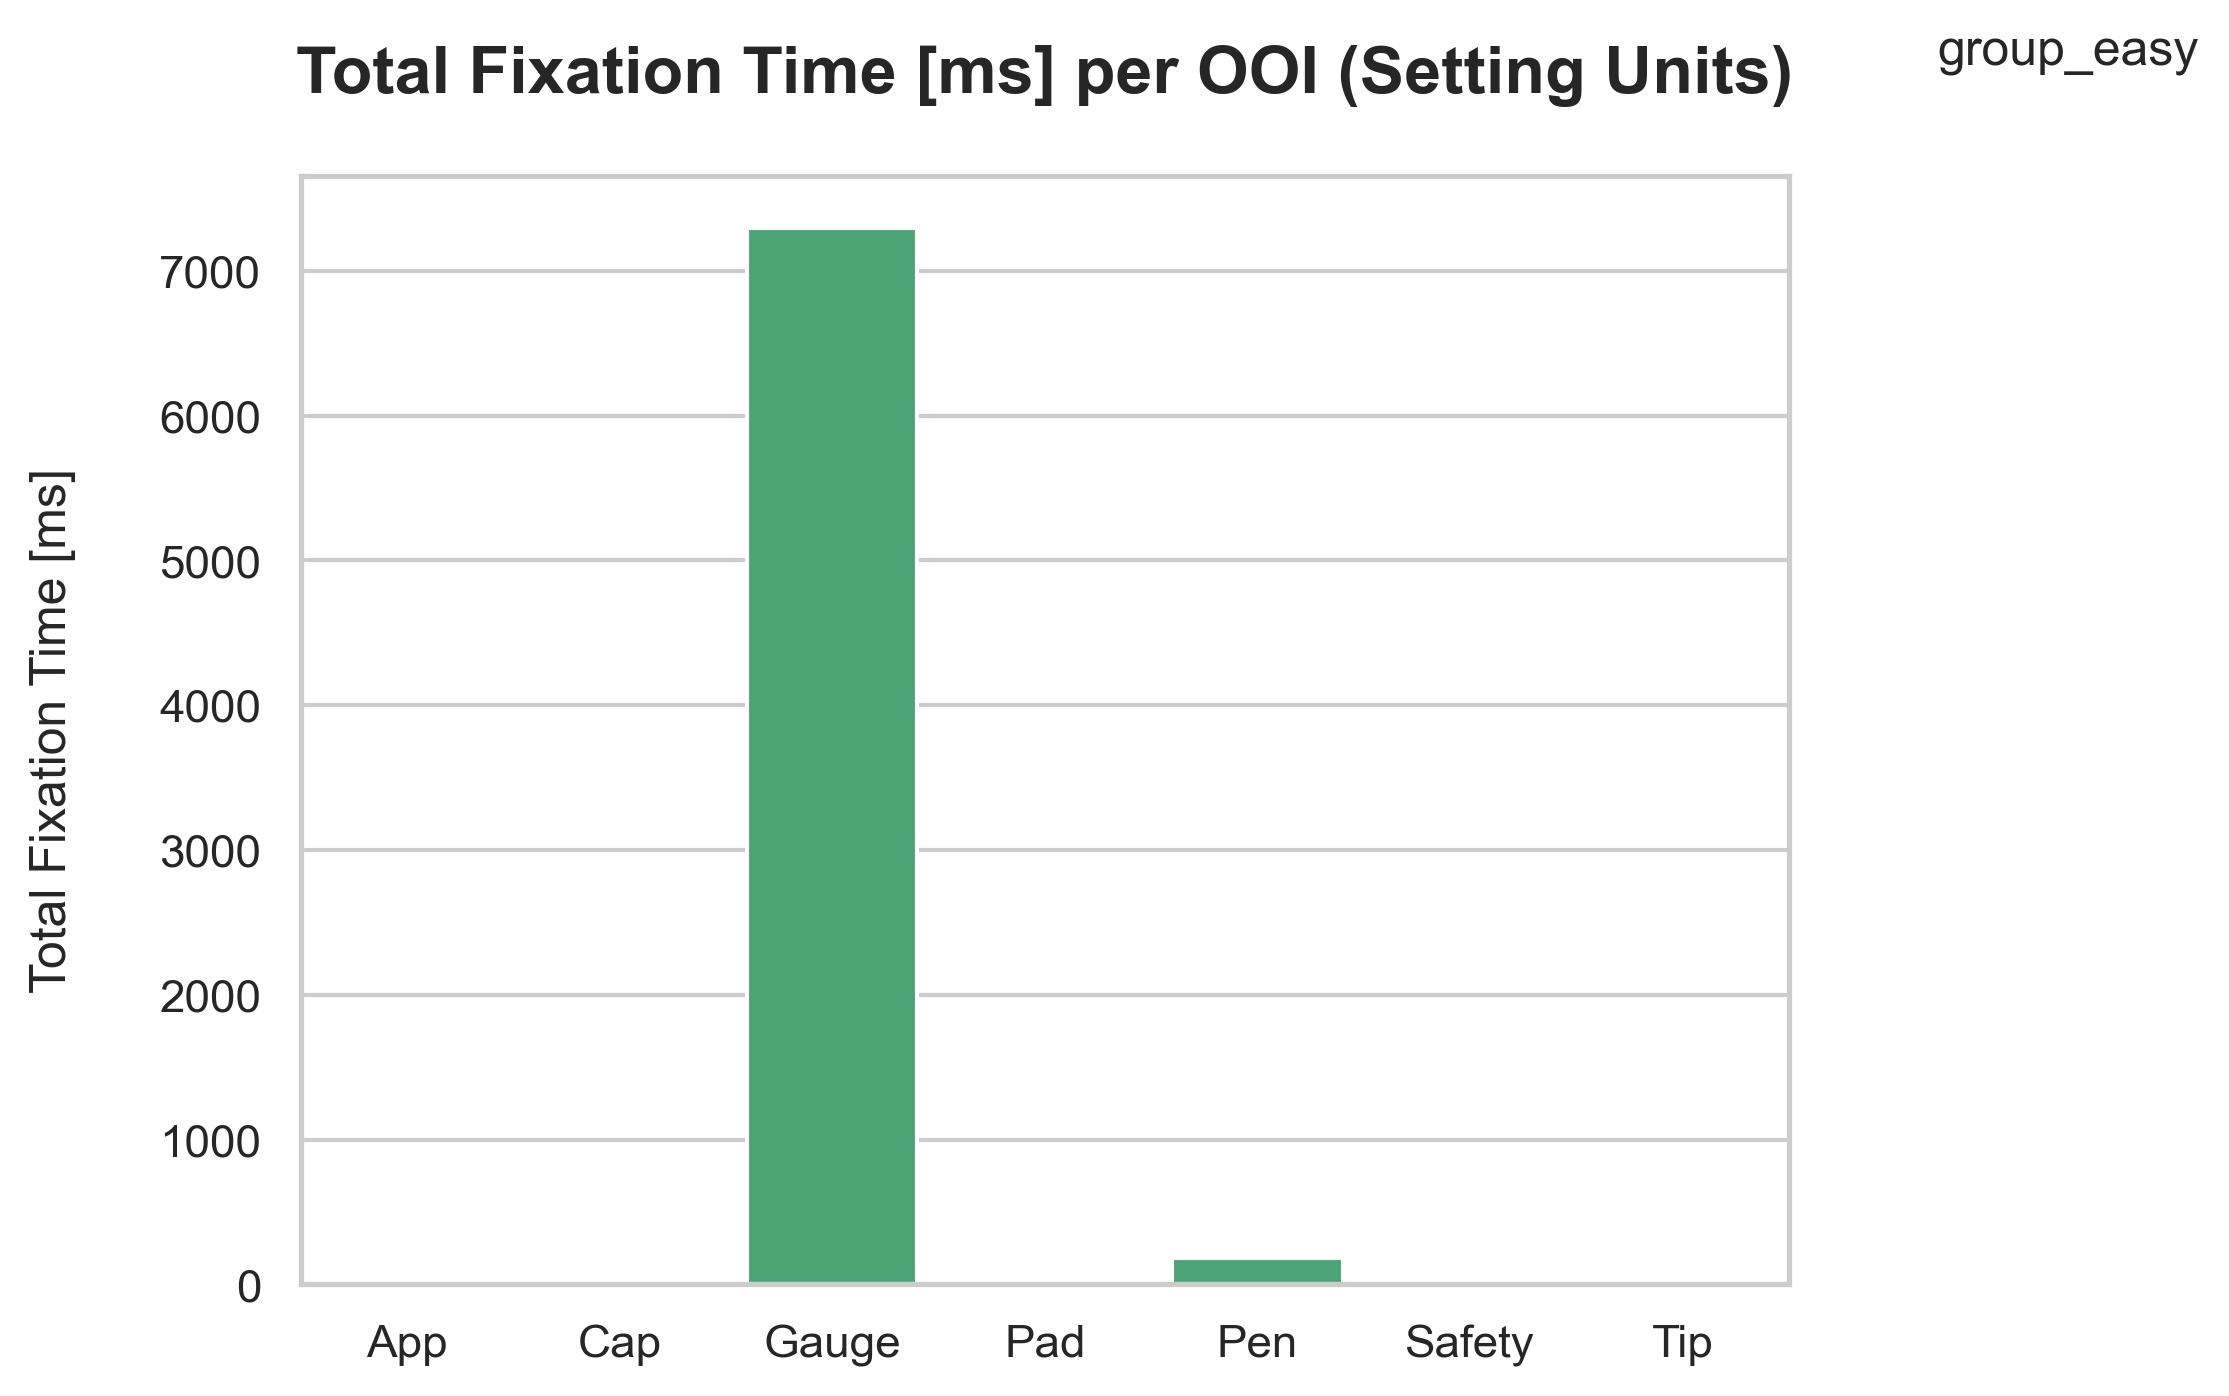 Total Fixation Time [ms] per OOI (Setting Units)
group_easy
Total Fixation Time [ms]
7000
6000
5000
4000
3000
2000
1000
0
App Cap Gauge Pad Pen Safety Tip